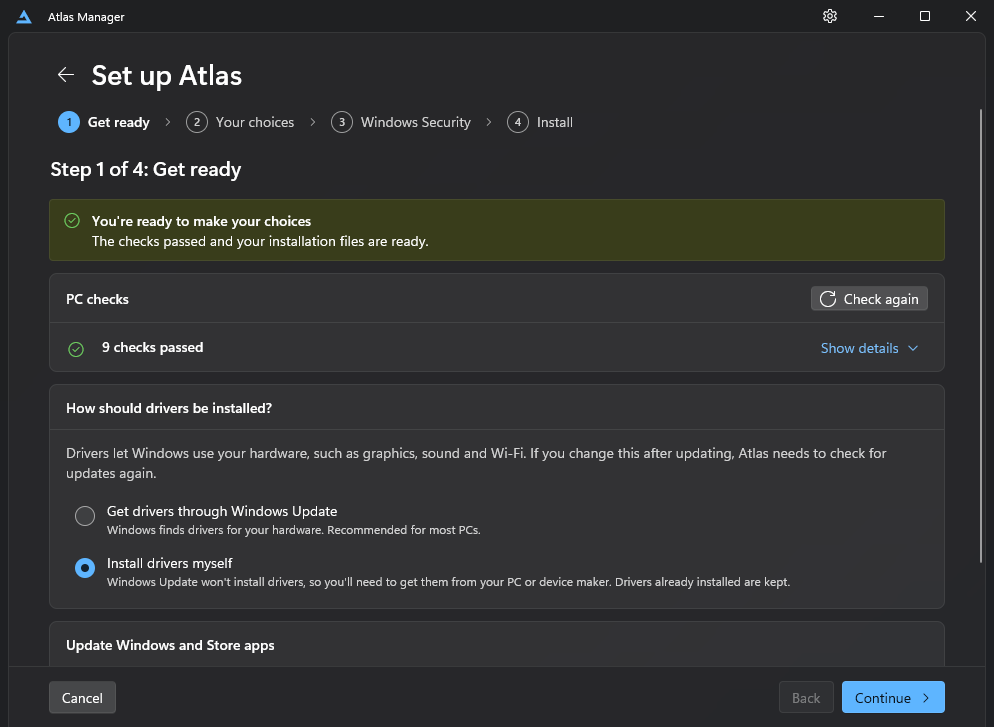 Atlas Manager
Set up Atlas
1 Get ready 2 Your choices 3 Windows Security 4 Install
Step 1 of 4: Get ready
You're ready to make your choices
The checks passed and your installation files are ready.
PC checks
Check again
9 checks passed
Show details
How should drivers be installed?
Drivers let Windows use your hardware, such as graphics, sound and Wi-Fi. If you change this after updating, Atlas needs to check for
updates again.
Get drivers through Windows Update
Windows finds drivers for your hardware. Recommended for most PCs.
Install drivers myself
Windows Update won't install drivers, so you'll need to get them from your PC or device maker. Drivers already installed are kept.
Update Windows and Store apps
Cancel
Back
Continue